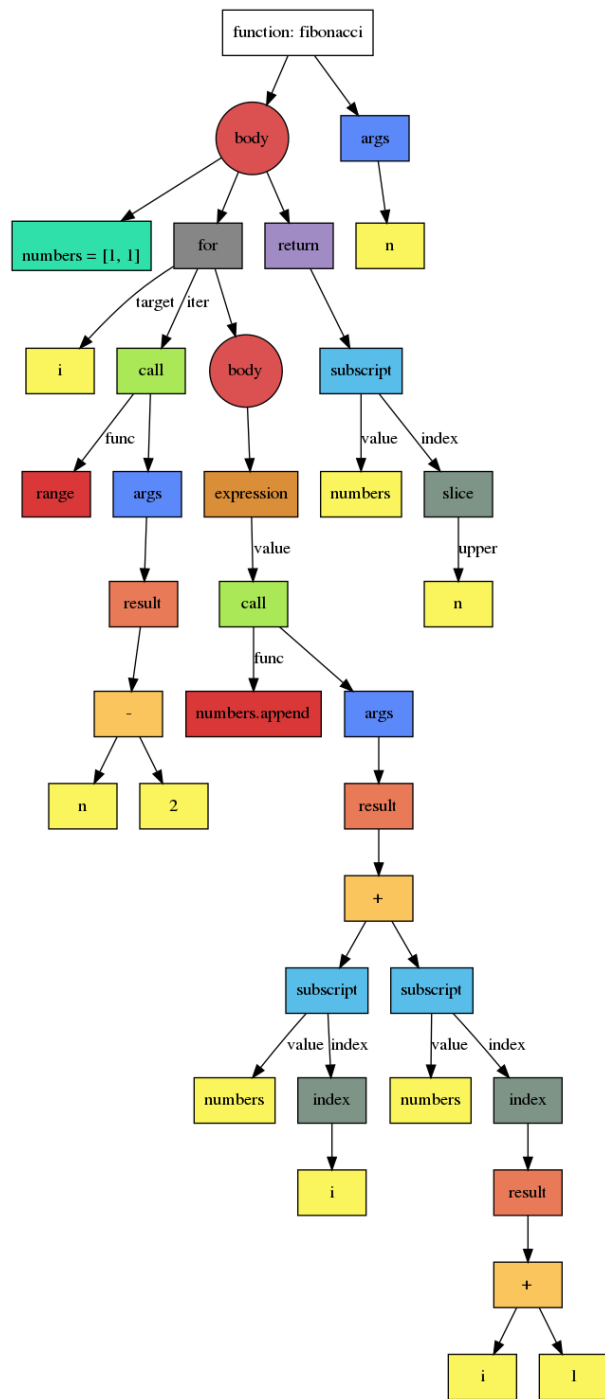 function: fibonacci
body
args
numbers = [1, 1]
for
return
n
target
iter
i
call
body
subscript
func
value
index
range
args
expression
numbers
slice
value
upper
result
call
n
func
-
numbers.append
args
n
2
result
+
subscript
subscript
value
index
value
index
numbers
index
numbers
index
i
result
+
i
1